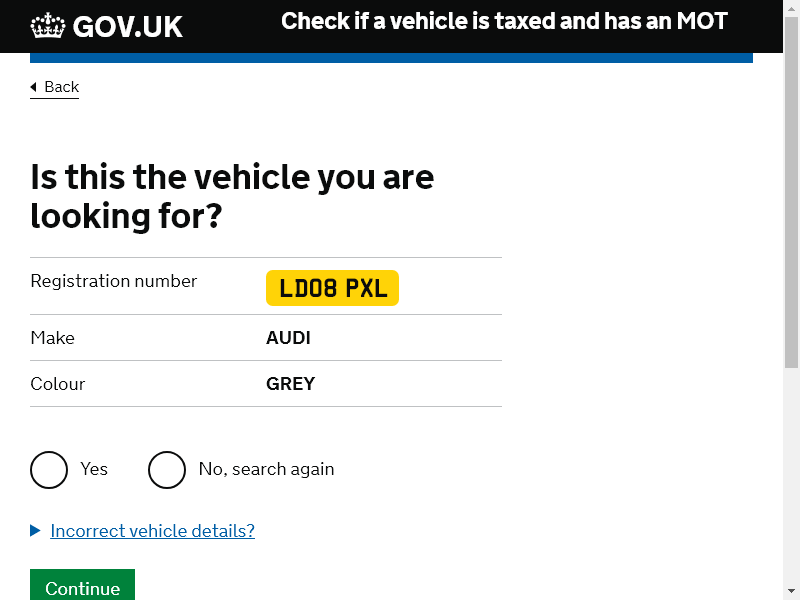 GOV.UK
Check if a vehicle is taxed and has an MOT
Back
Is this the vehicle you are
looking for?
Registration number
LD08 PXL
Make
AUDI
Colour
GREY
Yes
No, search again
Incorrect vehicle details?
Continue